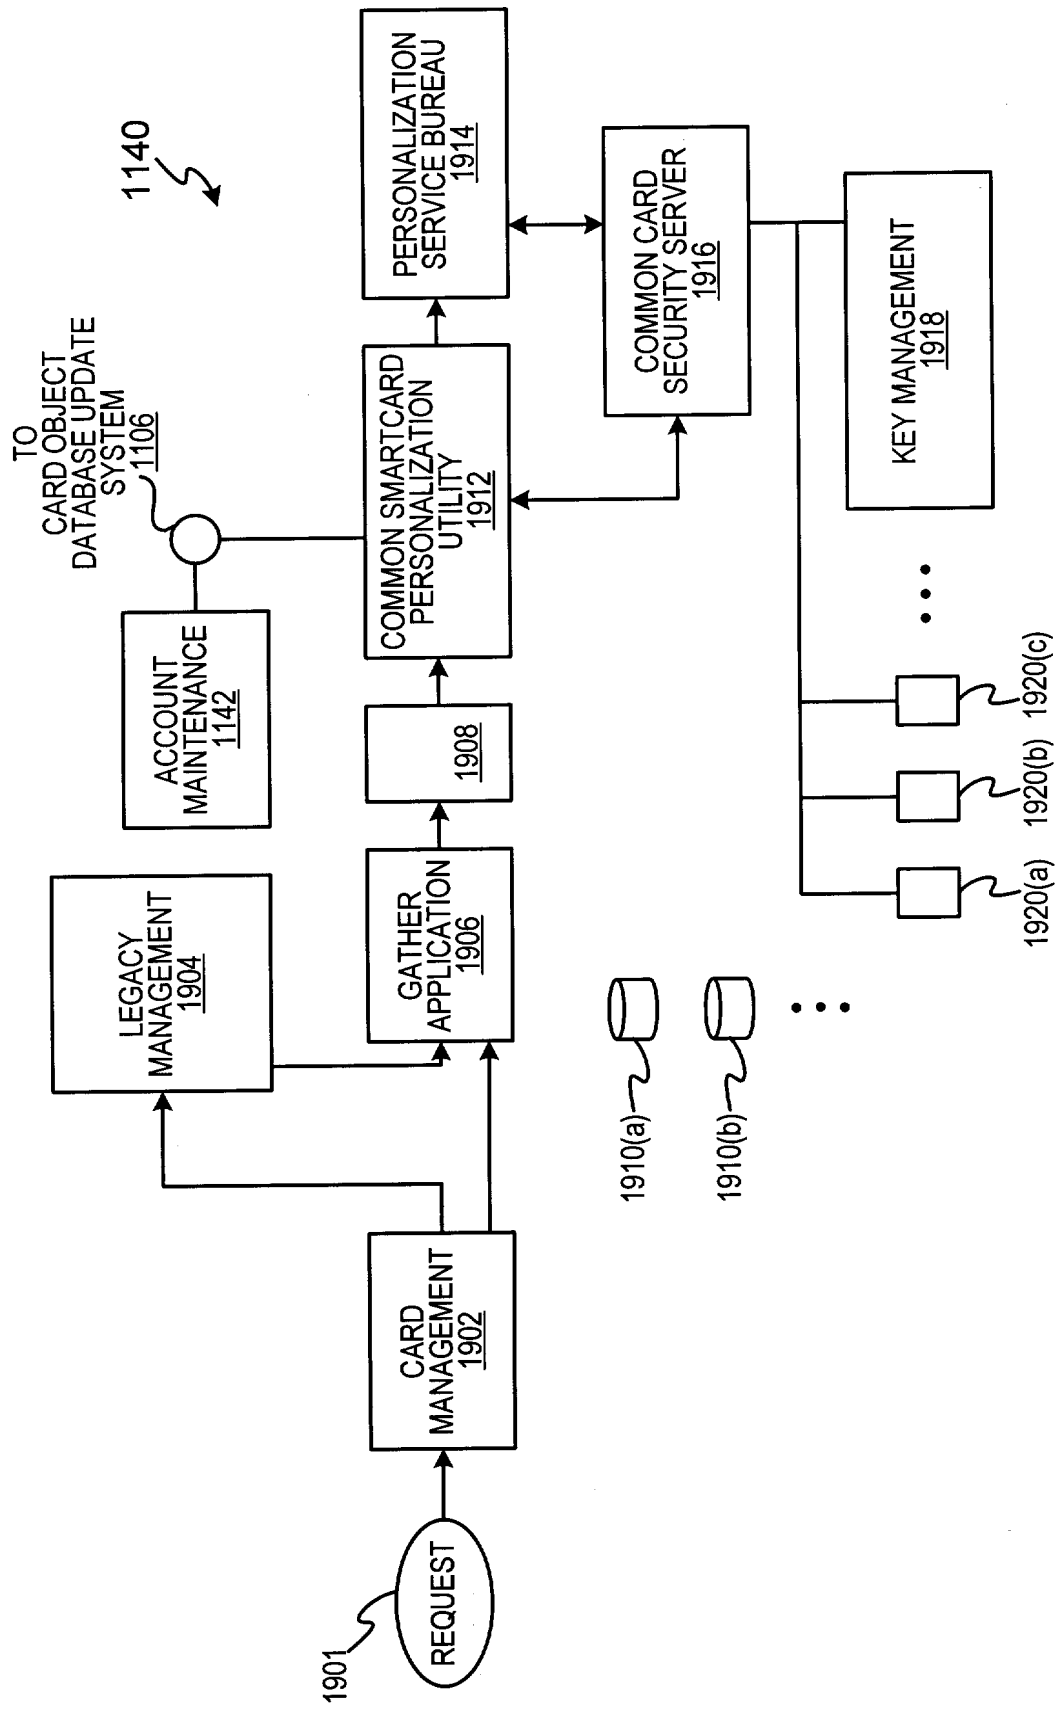 1140
TO
CARD OBJECT
DATABASE UPDATE
SYSTEM
1106
ACCOUNT
MAINTENANCE
1142
LEGACY
MANAGEMENT
1904
1901
REQUEST
CARD
MANAGEMENT
1902
GATHER
APPLICATION
1906
1908
COMMON SMARTCARD
PERSONALIZATION
UTILITY
1912
PERSONALIZATION
SERVICE BUREAU
1914
COMMON CARD
SECURITY SERVER
1916
KEY MANAGEMENT
1918
1910(a)
1910(b)
1920(a)
1920(b)
1920(c)